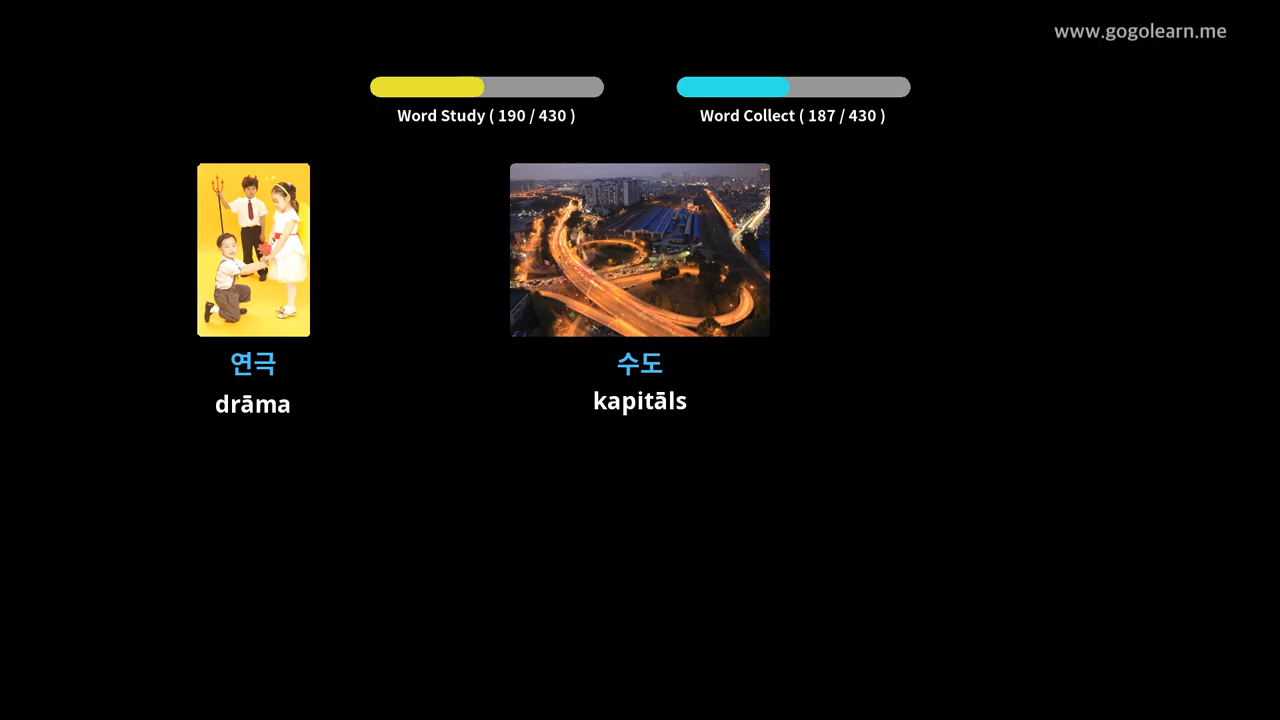 www.gogolearn.me
Word Study ( 190 / 430 )
Word Collect ( 187 / 430 )
연극
drāma
수도
kapitāls